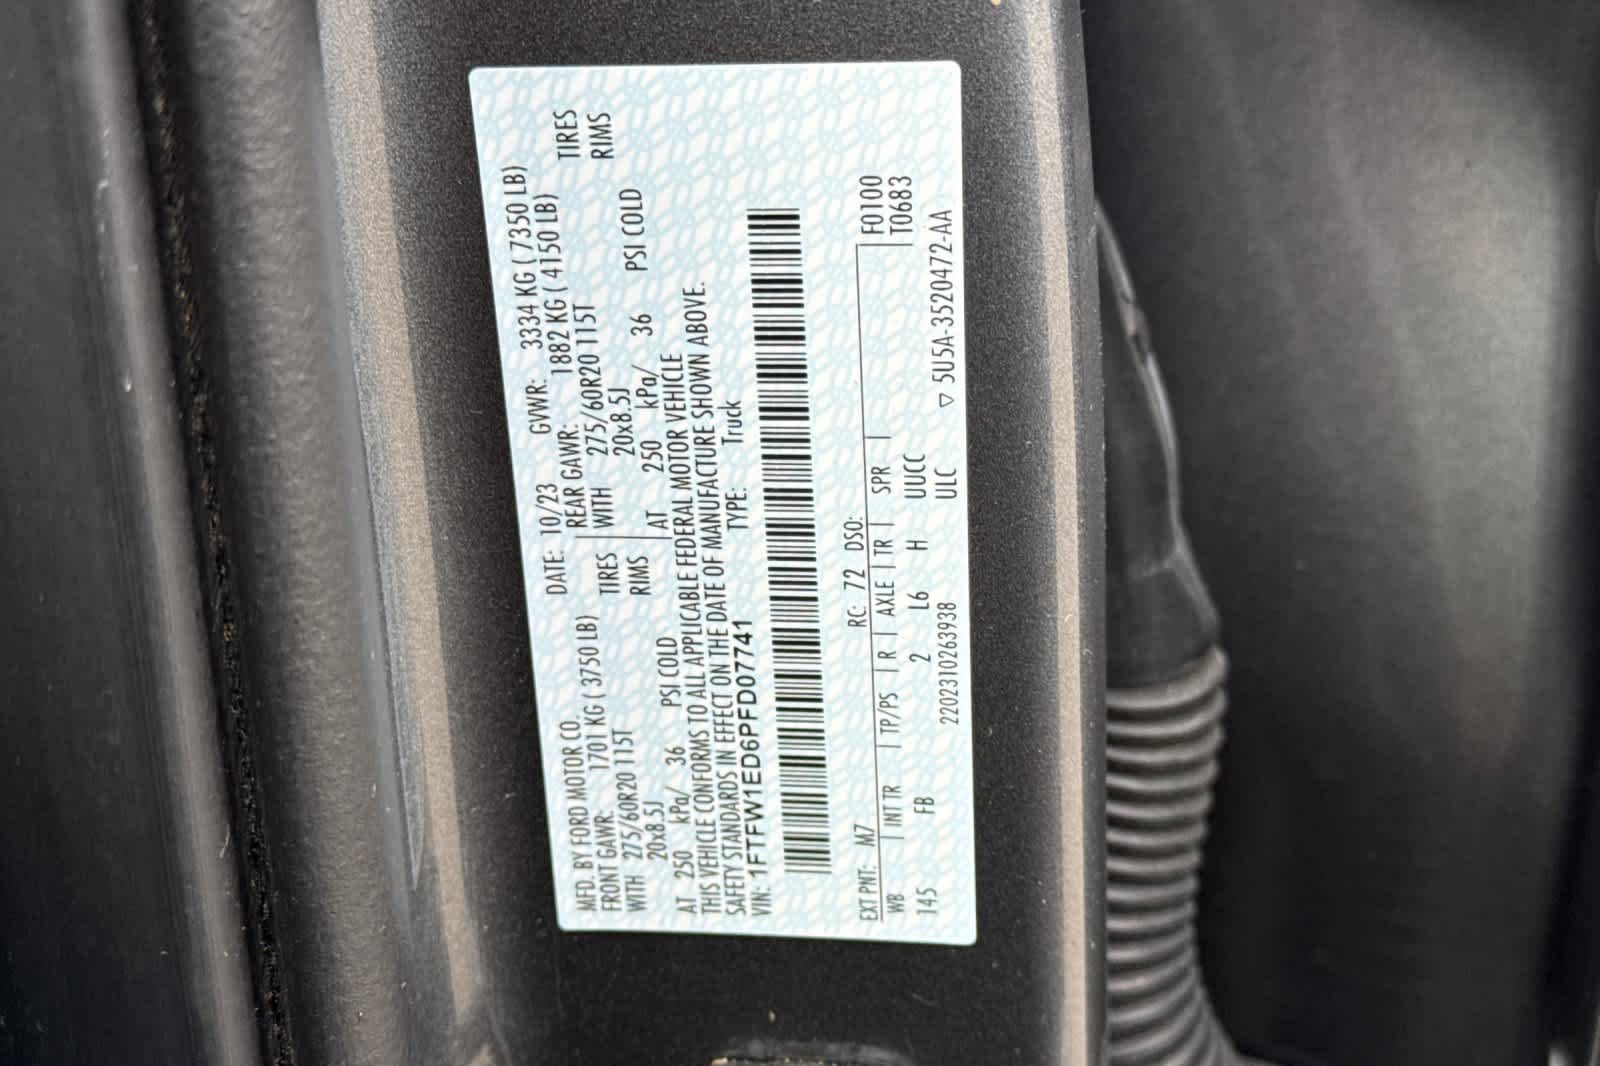 MFD. BY FORD MOTOR CO. DATE: 10/23 GVWR: 3334 KG ( 7350 LB)
FRONT GAWR: 1701 KG ( 3750 LB) REAR GAWR: 1882 KG ( 4150 LB)
WITH 275/60R20 115T TIRES WITH 275/60R20 115T TIRES
20x8.5J RIMS 20x8.5J RIMS
AT 250 kPa/ 36 PSI COLD AT 250 kPa/ 36 PSI COLD
THIS VEHICLE CONFORMS TO ALL APPLICABLE FEDERAL MOTOR VEHICLE
SAFETY STANDARDS IN EFFECT ON THE DATE OF MANUFACTURE SHOWN ABOVE.
VIN: 1FTFW1ED6PFD07741 TYPE: Truck
EXT PNT: M7 RC: 72 DSO: F0100
WB INT TR TP/PS R AXLE TR SPR T0683
145 FB 2 L6 H UUCC
2202310263938 ULC ▽ 5U5A-3520472-AA